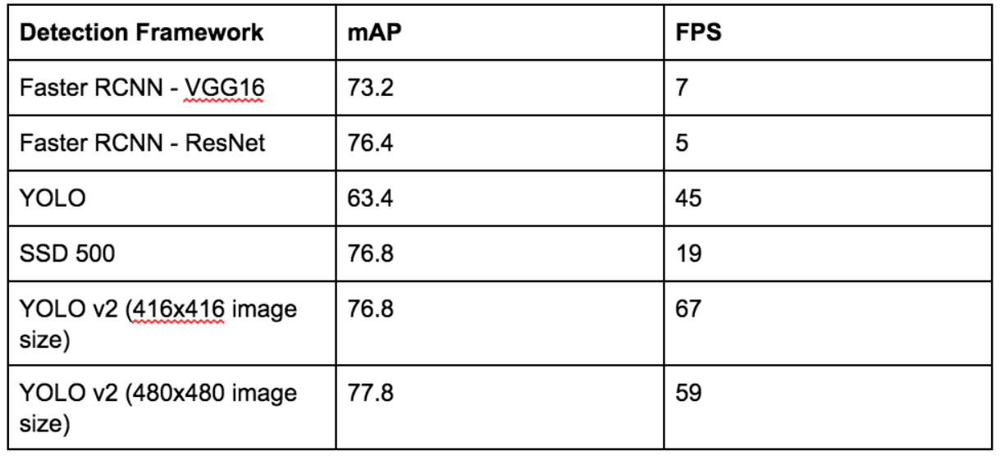 Detection Framework mAP FPS
Faster RCNN - VGG16 73.2 7
Faster RCNN - ResNet 76.4 5
YOLO 63.4 45
SSD 500 76.8 19
YOLO v2 (416x416 image 76.8 67
size)
YOLO v2 (480x480 image 77.8 59
size)